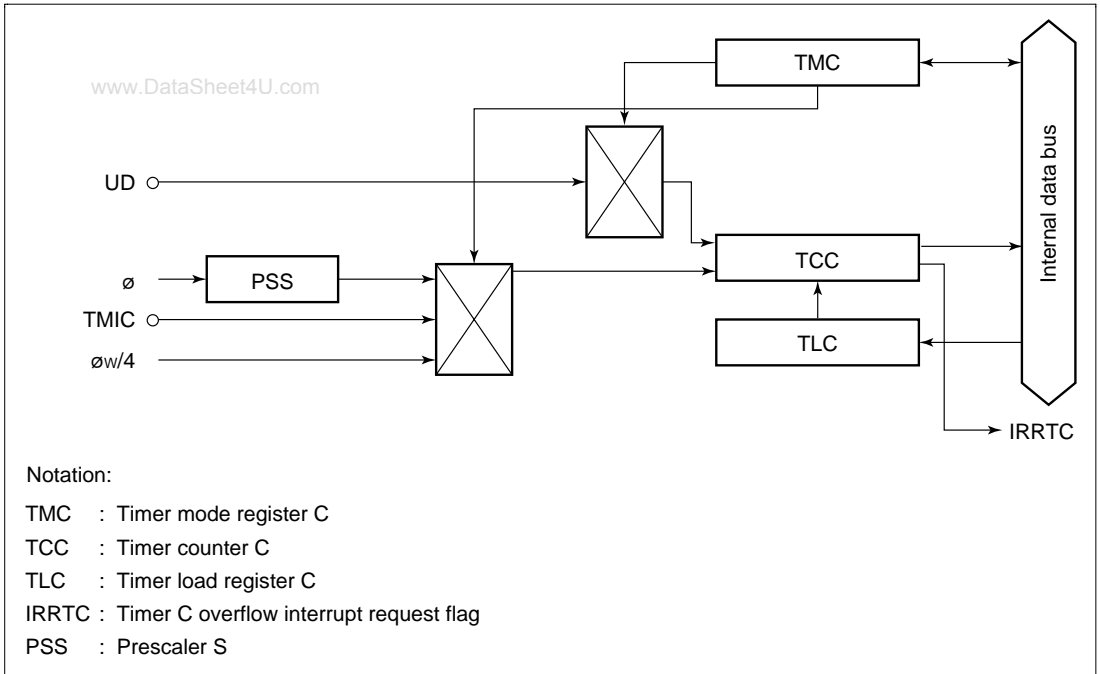 www.DataSheet4U.com
TMC
UD
TCC
ø
PSS
TMIC
TLC
øw/4
Internal data bus
IRRTC
Notation:
TMC : Timer mode register C
TCC : Timer counter C
TLC : Timer load register C
IRRTC : Timer C overflow interrupt request flag
PSS : Prescaler S